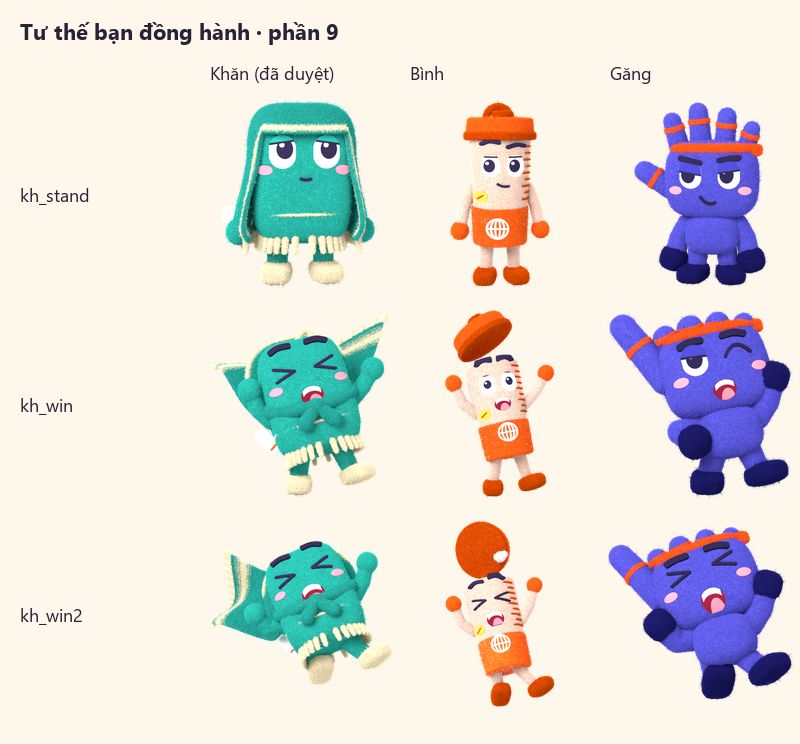 Tư thế bạn đồng hành · phần 9
Khăn (đã duyệt) Bình Găng
kh_stand
kh_win
kh_win2